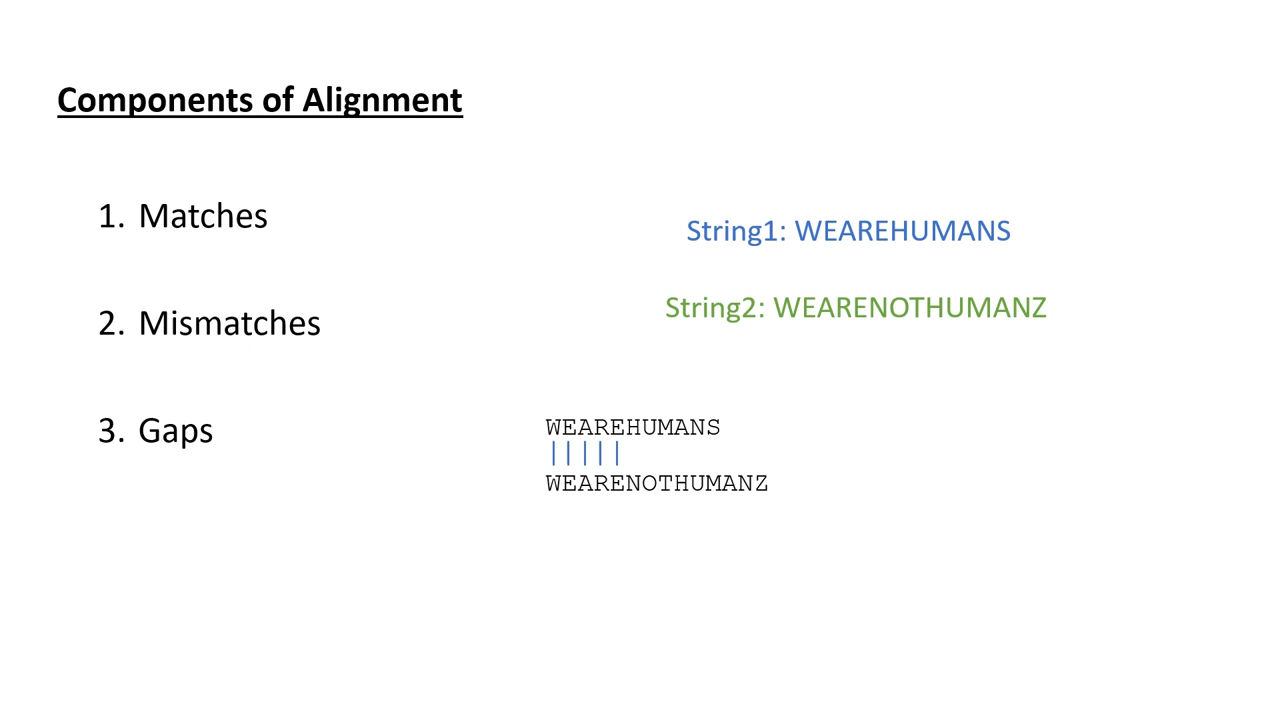 Components of Alignment
1. Matches
2. Mismatches
3. Gaps
String1: WEAREHUMANS
String2: WEARENOTHUMANZ
WEAREHUMANS
|||||
WEARENOTHUMANZ